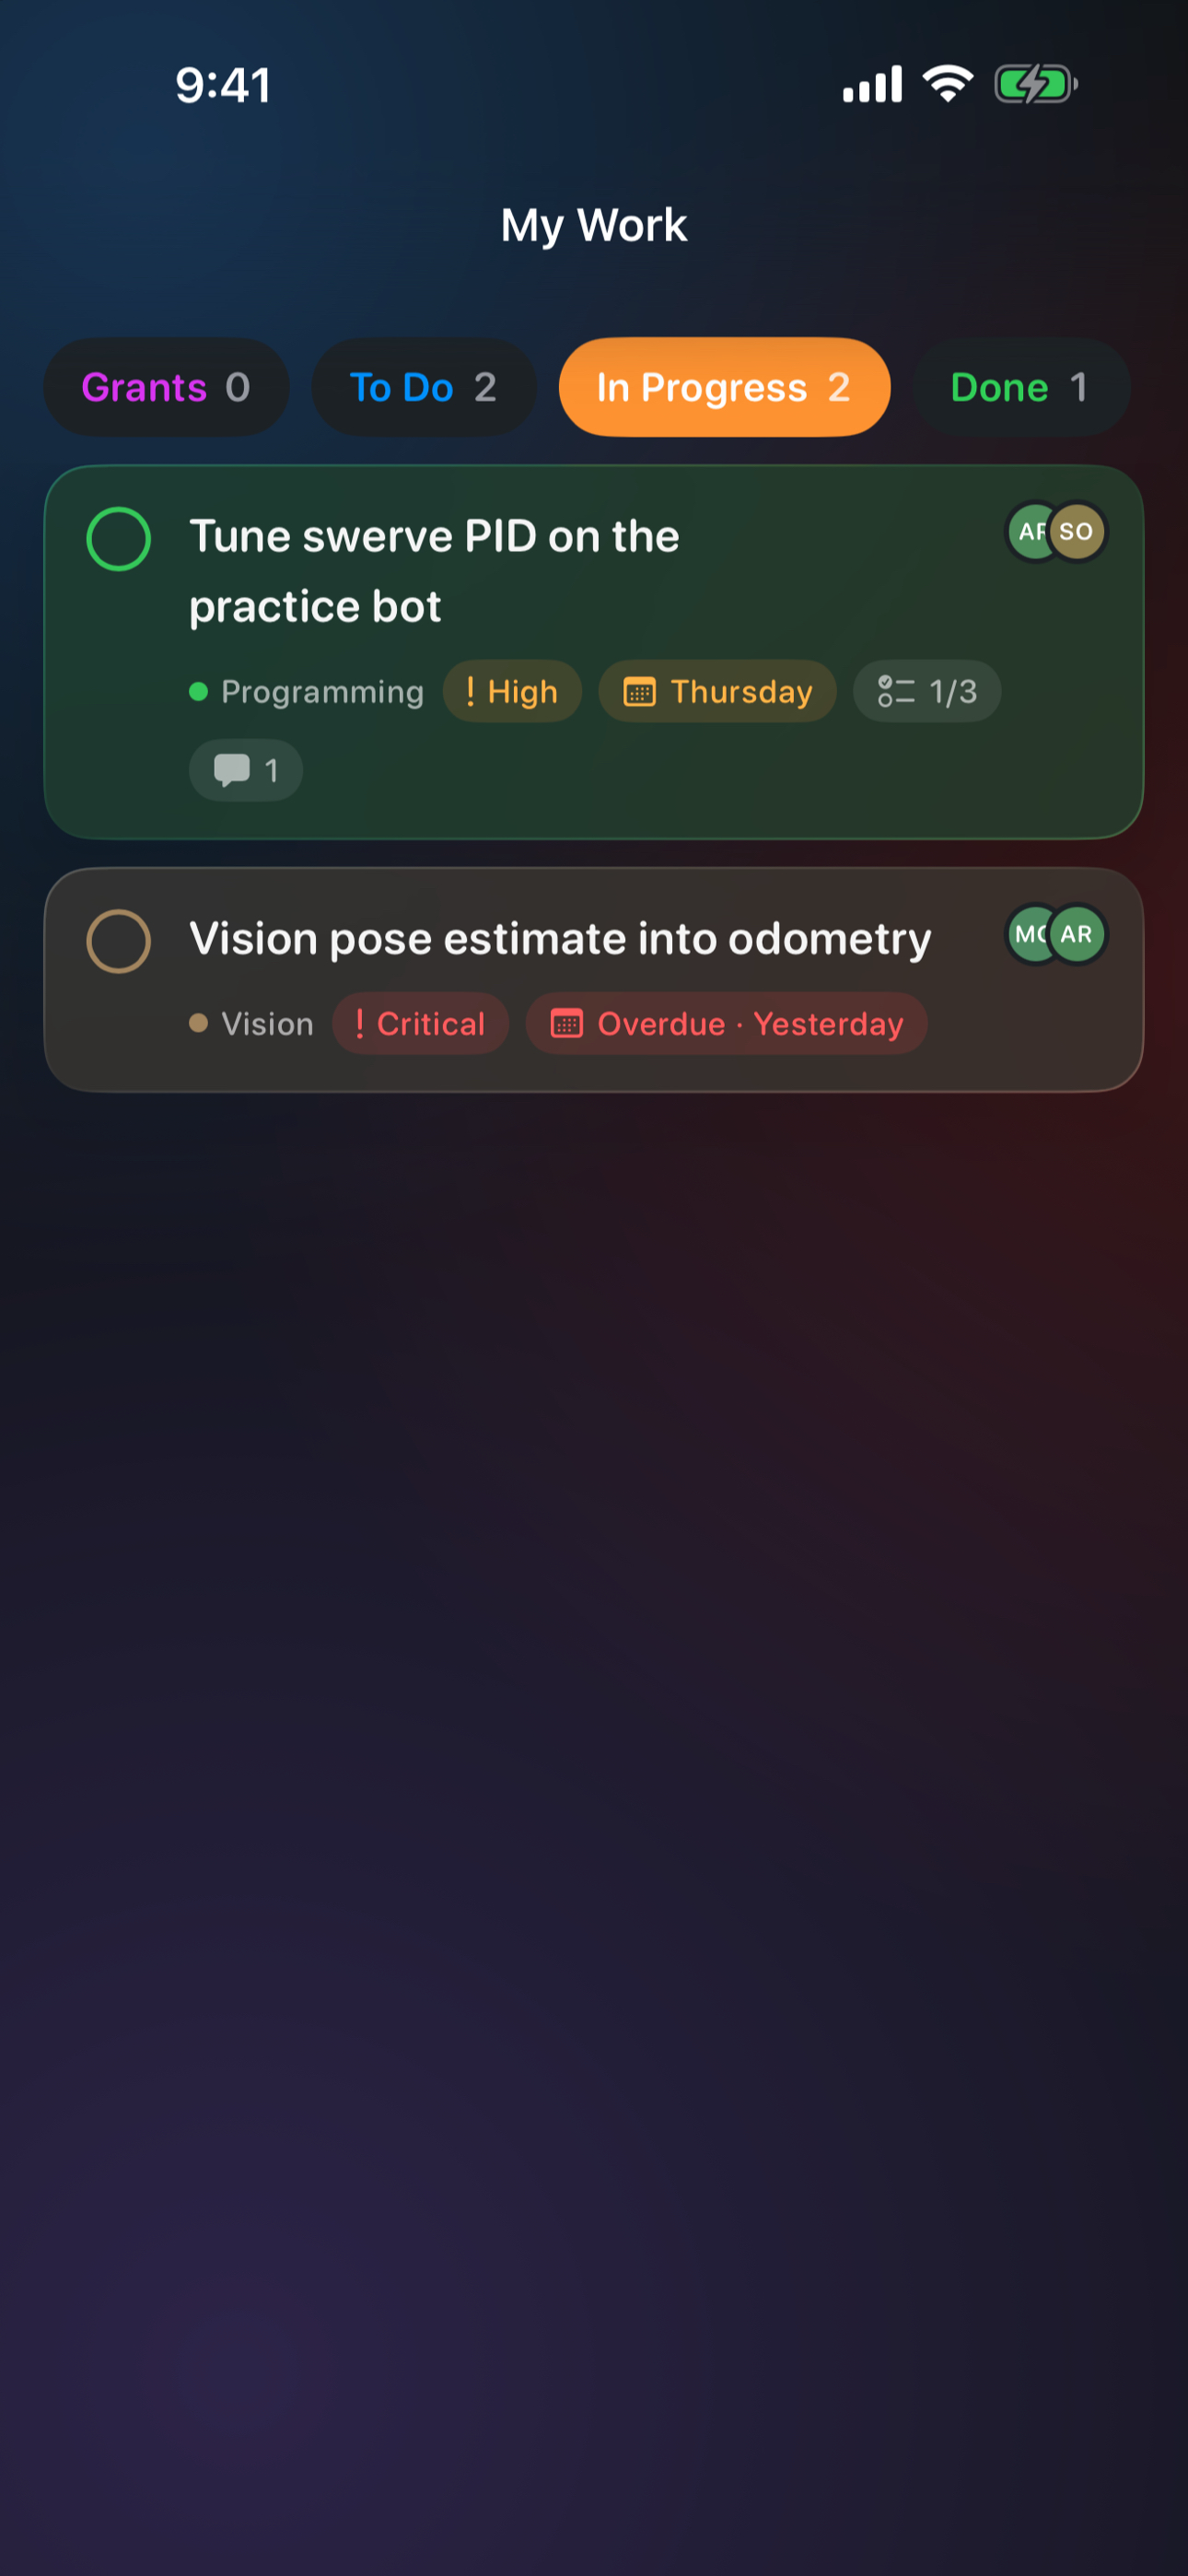 9:41
My Work
Grants 0 To Do 2 In Progress 2 Done 1
Tune swerve PID on the
practice bot
AR SO
Programming ! High Thursday 1/3
1
Vision pose estimate into odometry
AR
Vision ! Critical Overdue · Yesterday